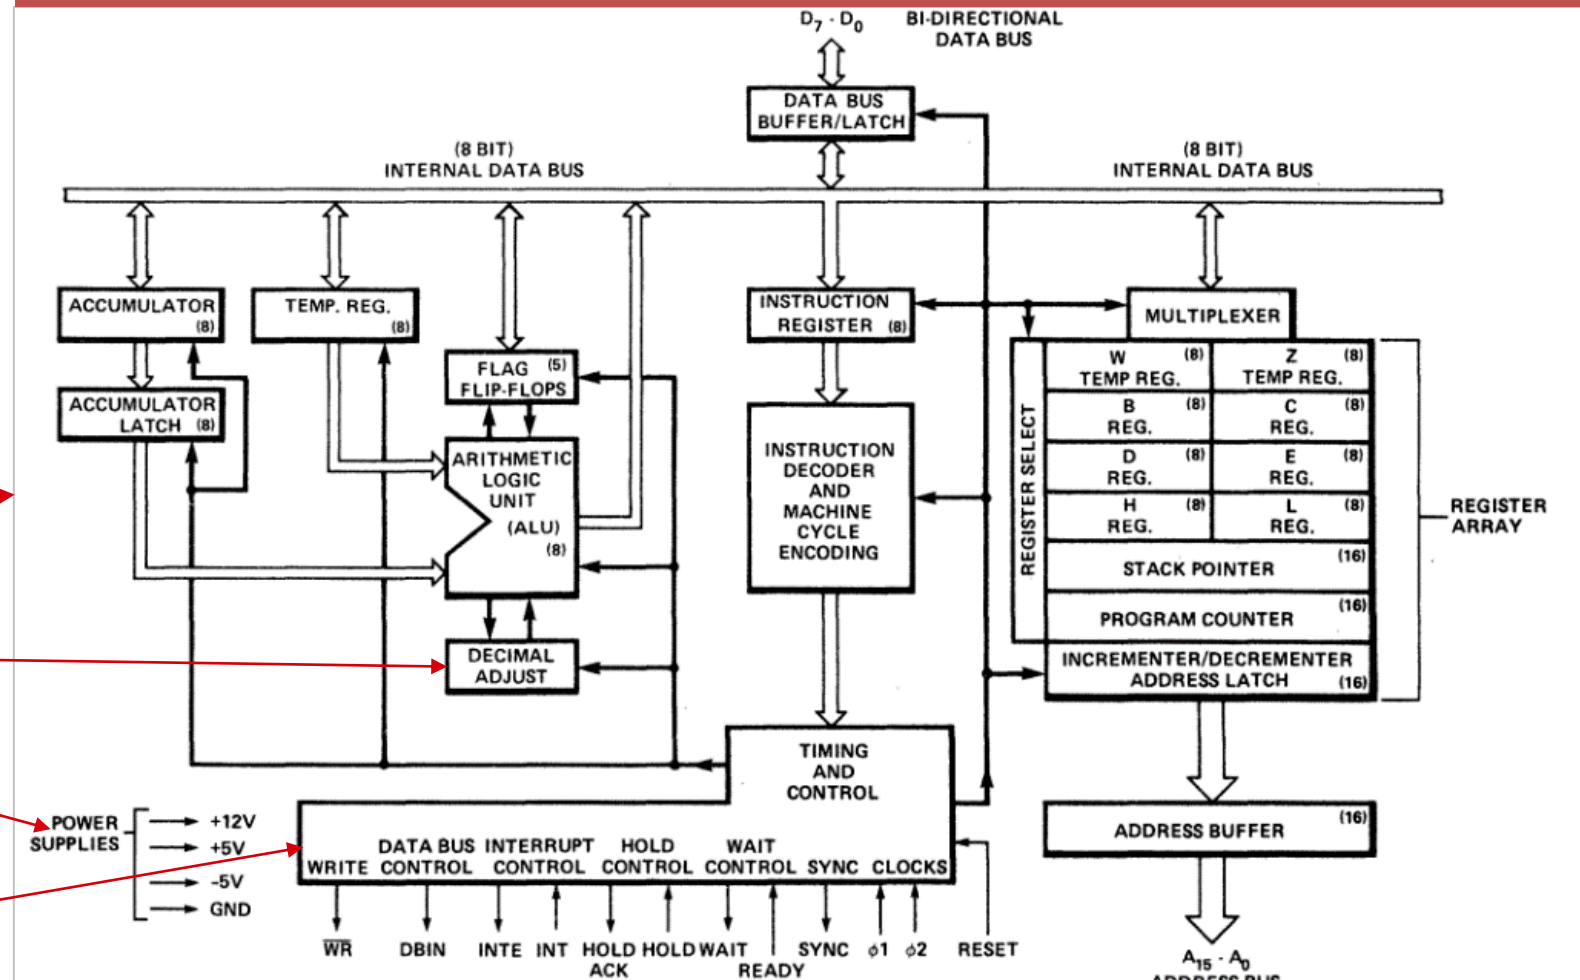 D7 - D0
BI-DIRECTIONAL
DATA BUS
DATA BUS
BUFFER/LATCH
(8 BIT)
INTERNAL DATA BUS
(8 BIT)
INTERNAL DATA BUS
ACCUMULATOR
(8)
TEMP. REG.
(8)
INSTRUCTION
REGISTER (8)
MULTIPLEXER
ACCUMULATOR
LATCH (8)
FLAG (5)
FLIP-FLOPS
ARITHMETIC
LOGIC
UNIT
(ALU)
(8)
DECIMAL
ADJUST
INSTRUCTION
DECODER
AND
MACHINE
CYCLE
ENCODING
REGISTER SELECT
W (8)
TEMP REG.
Z (8)
TEMP REG.
B (8)
REG.
C (8)
REG.
D (8)
REG.
E (8)
REG.
H (8)
REG.
L (8)
REG.
STACK POINTER (16)
PROGRAM COUNTER (16)
INCREMENTER/DECREMENTER
ADDRESS LATCH (16)
REGISTER
ARRAY
TIMING
AND
CONTROL
WRITE
DATA BUS
CONTROL
INTERRUPT
CONTROL
HOLD
CONTROL
WAIT
CONTROL
SYNC
CLOCKS
POWER
SUPPLIES
+12V
+5V
-5V
GND
W̅R̅
DBIN
INTE
INT
HOLD
ACK
HOLD
WAIT
READY
SYNC
ϕ1
ϕ2
RESET
ADDRESS BUFFER (16)
A15 - A0
ADDRESS BUS